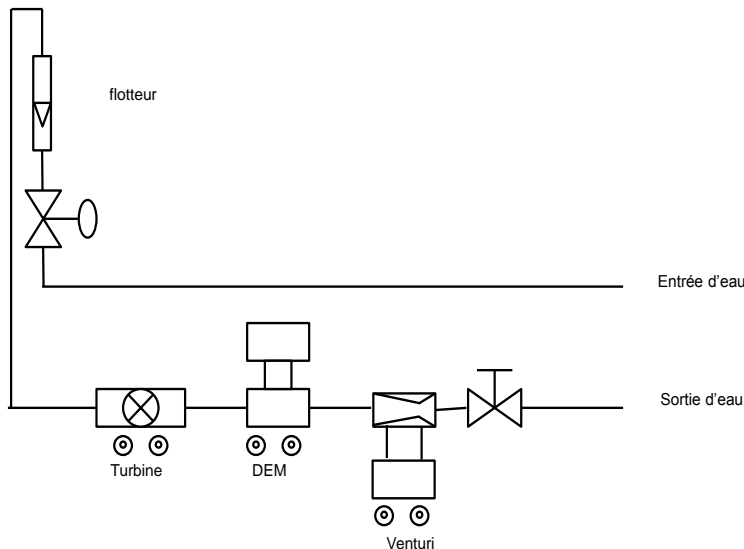 flotteur
Entrée d’eau
Sortie d’eau
Turbine
DEM
Venturi